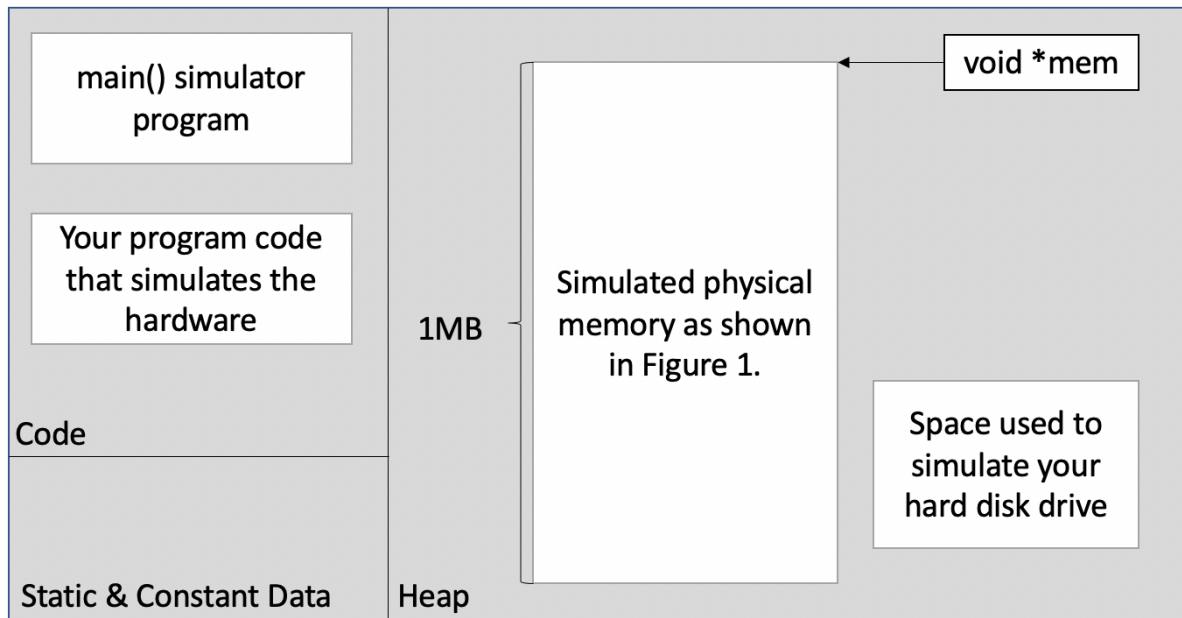 main() simulator
program
Your program code
that simulates the
hardware
Code
Static & Constant Data
void *mem
1MB
Simulated physical
memory as shown
in Figure 1.
Space used to
simulate your
hard disk drive
Heap